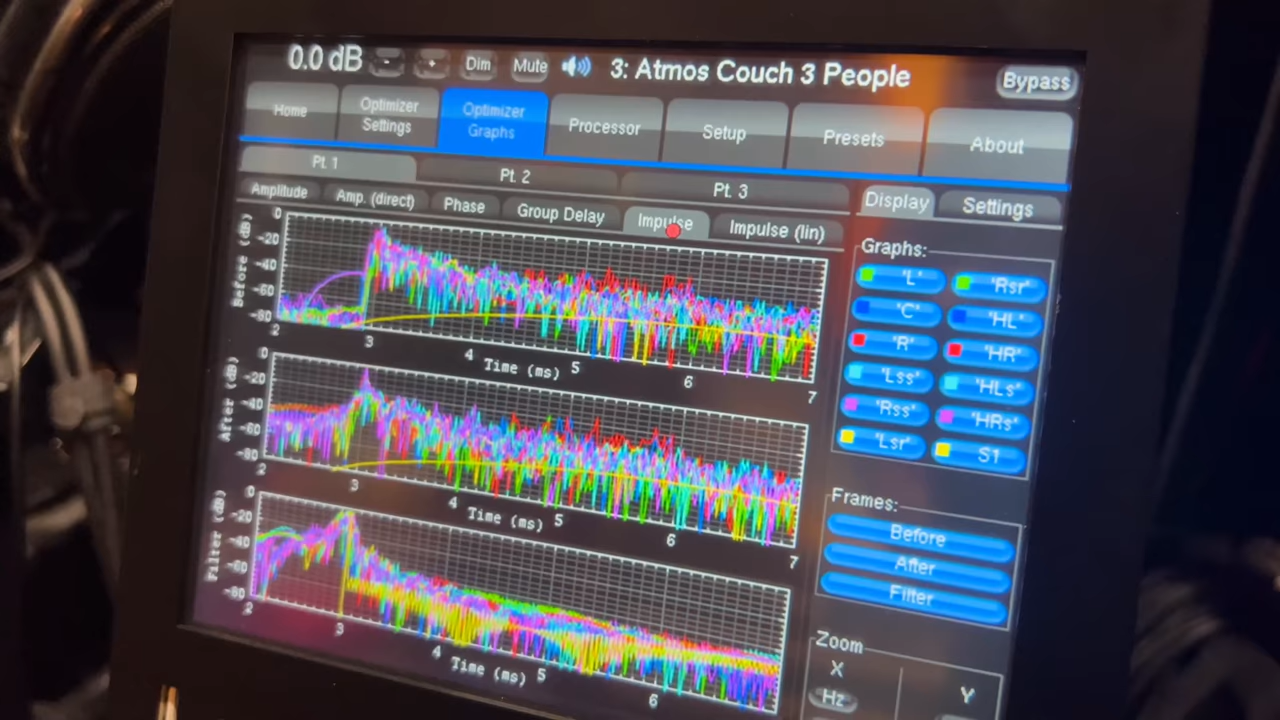 0.0 dB - + Dim Mute 3: Atmos Couch 3 People Bypass
Home Optimizer Settings Optimizer Graphs Processor Setup Presets About
Pt. 1 Pt. 2 Pt. 3 Display Settings
Amplitude Amp. (direct) Phase Group Delay Impulse Impulse (lin)
Graphs:
'L' 'Rsr'
'C' 'HL'
'R' 'HR'
'Lss' 'HLs'
'Rss' 'HRs'
'Lsr' S1
Before (dB)
0
-20
-40
-60
-80
2 3 4 5 6 7
Time (ms)
After (dB)
0
-20
-40
-60
-80
2 3 4 5 6 7
Time (ms)
Filter (dB)
0
-20
-40
-60
-80
2 3 4 5 6
Time (ms)
Frames:
Before
After
Filter
Zoom
X Y
Hz